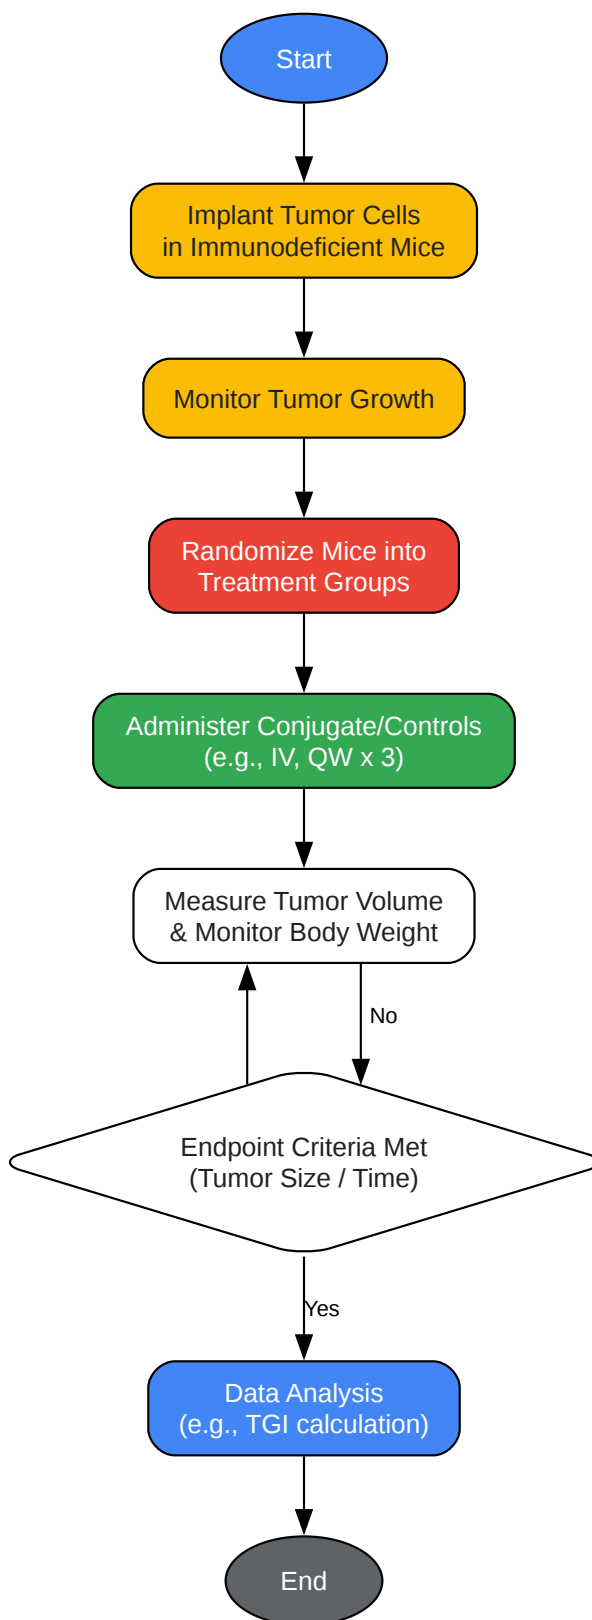 Start
Implant Tumor Cells
in Immunodeficient Mice
Monitor Tumor Growth
Randomize Mice into
Treatment Groups
Administer Conjugate/Controls
(e.g., IV, QW x 3)
Measure Tumor Volume
& Monitor Body Weight
No
Endpoint Criteria Met
(Tumor Size / Time)
Yes
Data Analysis
(e.g., TGI calculation)
End